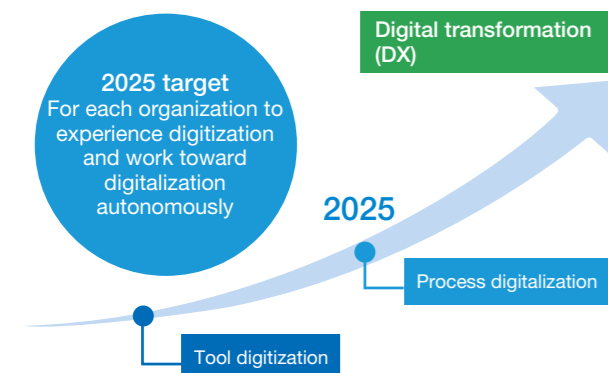 Digital transformation
(DX)
2025 target
For each organization to
experience digitization
and work toward
digitalization
autonomously
2025
Process digitalization
Tool digitization